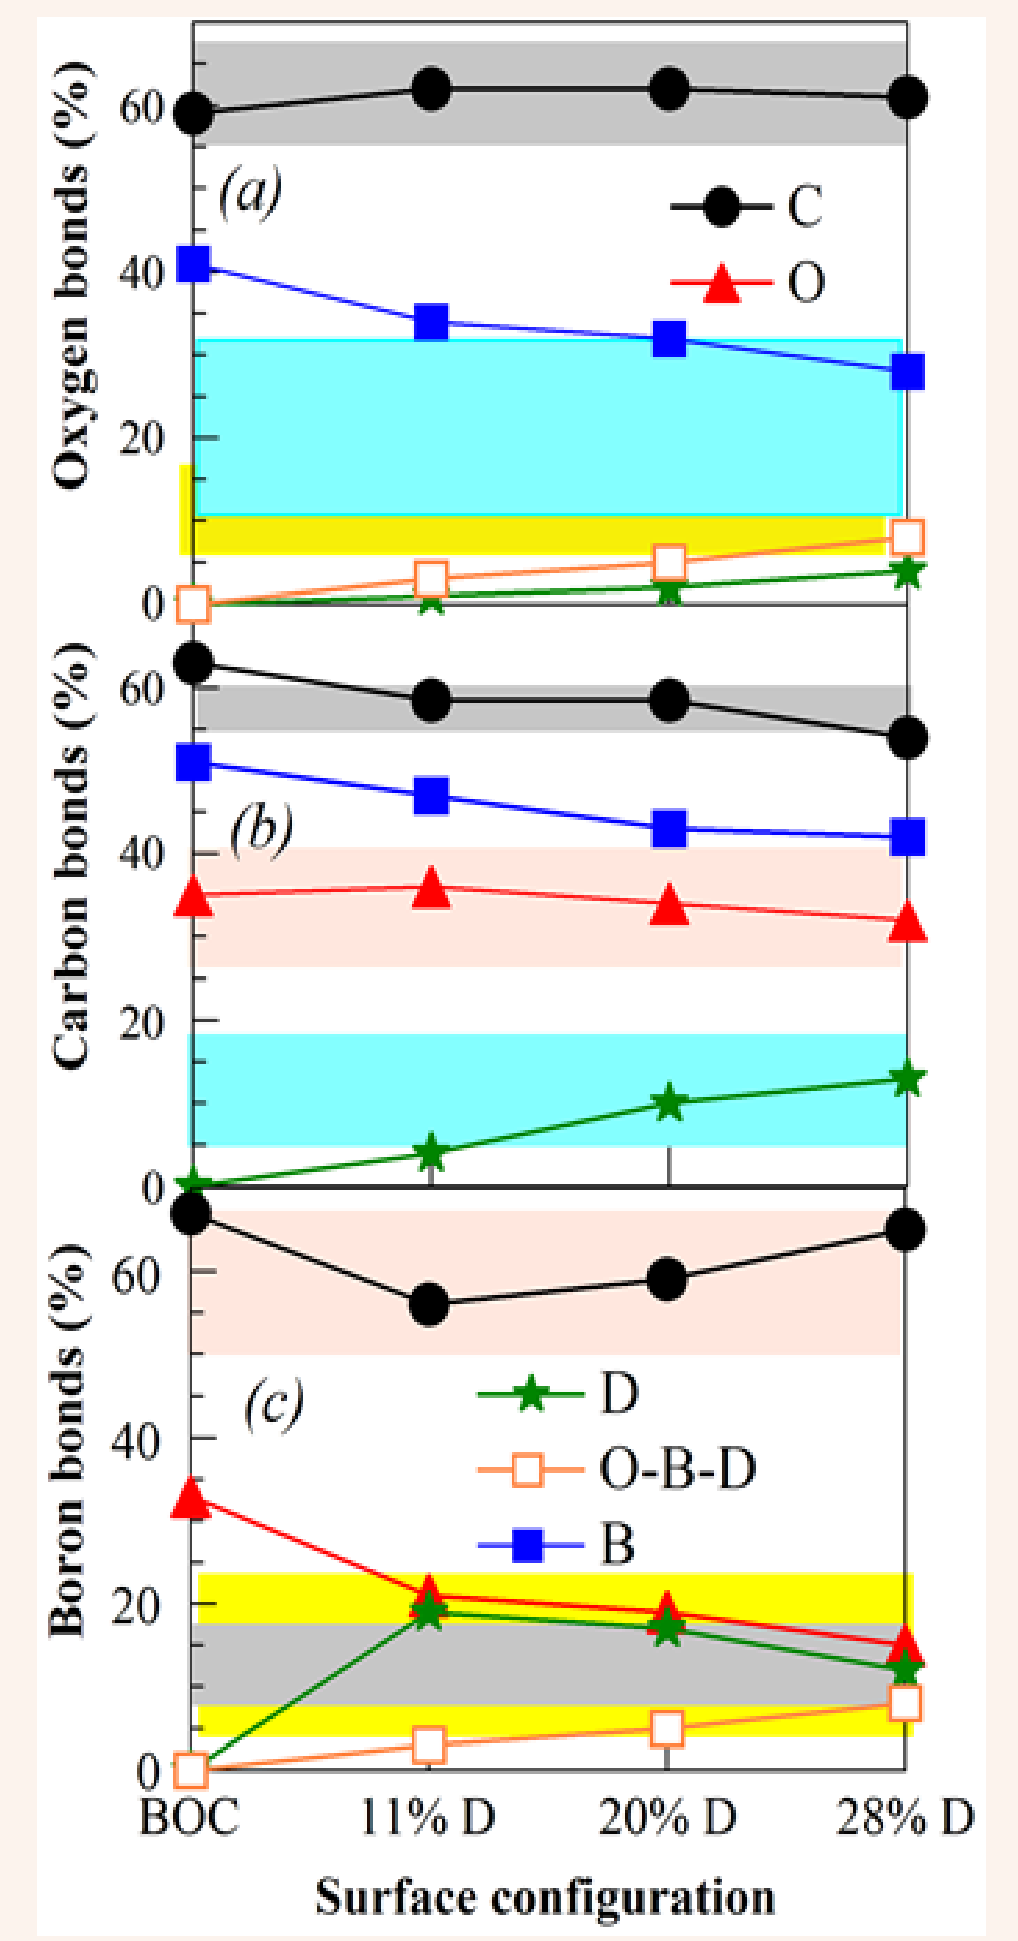 Oxygen bonds (%)
60
40
20
0
(a)
C
O
Carbon bonds (%)
60
40
20
0
(b)
Boron bonds (%)
60
40
20
0
(c)
D
O-B-D
B
BOC 11% D 20% D 28% D
Surface configuration